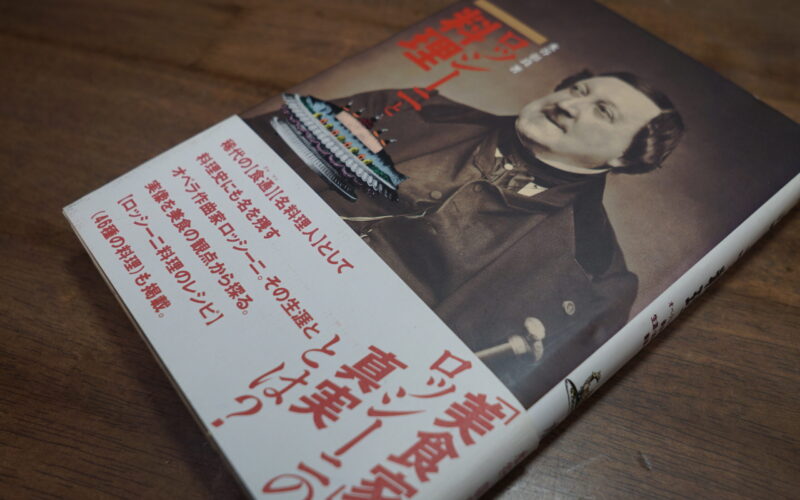 水谷彰良 著
ロッシーニと
料理
稀代の【食通】【名料理人】として
料理史にも名を現す
オペラ作曲家ロッシーニ。その生涯と
実像を美食の観点から探る。
【ロッシーニ料理のレシピ】
(46種の料理)も掲載。
「美食家
ロッシーニの
真実
とは?